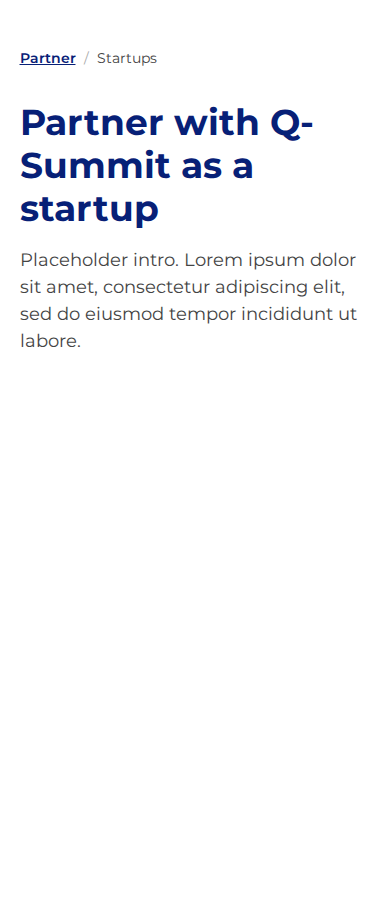 Partner / Startups
Partner with Q-
Summit as a
startup
Placeholder intro. Lorem ipsum dolor
sit amet, consectetur adipiscing elit,
sed do eiusmod tempor incididunt ut
labore.